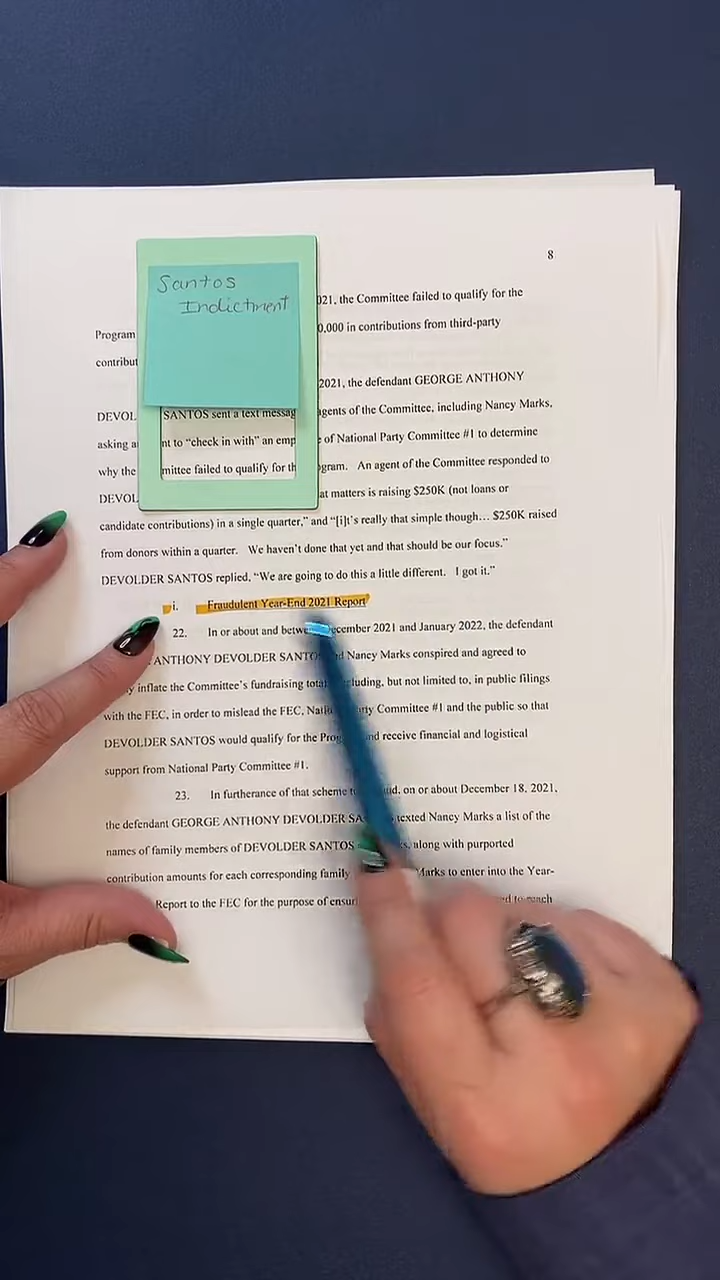 8
Santos
Indictment
021, the Committee failed to qualify for the
Program 0,000 in contributions from third-party
contribut
2021, the defendant GEORGE ANTHONY
DEVOL SANTOS sent a text messag agents of the Committee, including Nancy Marks,
asking a nt to “check in with” an emp e of National Party Committee #1 to determine
why the mittee failed to qualify for th gram. An agent of the Committee responded to
DEVOL at matters is raising $250K (not loans or
candidate contributions) in a single quarter,” and “[i]t’s really that simple though… $250K raised
from donors within a quarter. We haven’t done that yet and that should be our focus.”
DEVOLDER SANTOS replied, “We are going to do this a little different. I got it.”
i. Fraudulent Year-End 2021 Report
22. In or about and betwe December 2021 and January 2022, the defendant
ANTHONY DEVOLDER SANTO d Nancy Marks conspired and agreed to
y inflate the Committee’s fundraising tota cluding, but not limited to, in public filings
with the FEC, in order to mislead the FEC, Nati rty Committee #1 and the public so that
DEVOLDER SANTOS would qualify for the Prog nd receive financial and logistical
support from National Party Committee #1.
23. In furtherance of that scheme ud, on or about December 18, 2021,
the defendant GEORGE ANTHONY DEVOLDER SA texted Nancy Marks a list of the
names of family members of DEVOLDER SANTOS along with purported
contribution amounts for each corresponding family Marks to enter into the Year-
Report to the FEC for the purpose of ensur to reach